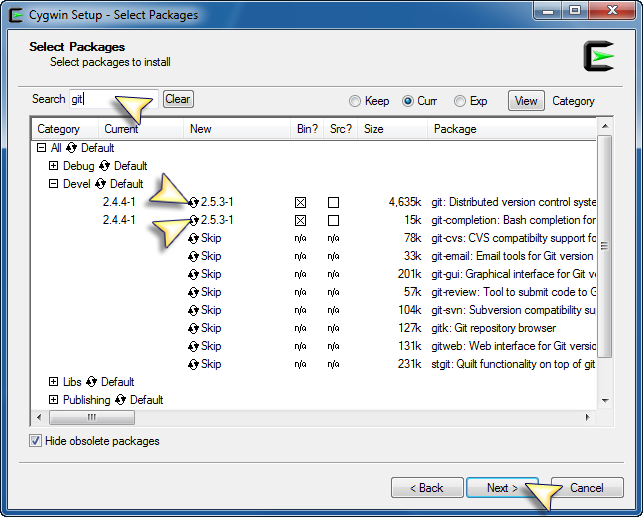 Cygwin Setup - Select Packages
Select Packages
Select packages to install
Search git Clear Keep Curr Exp View Category
Category Current New Bin? Src? Size Package
All Default
Debug Default
Devel Default
2.4.4-1 2.5.3-1 4,635k git: Distributed version control syste
2.4.4-1 2.5.3-1 15k git-completion: Bash completion for
Skip n/a n/a 78k git-cvs: CVS compatibilty support fo
Skip n/a n/a 33k git-email: Email tools for Git version
Skip n/a n/a 201k git-gui: Graphical interface for Git v
Skip n/a n/a 57k git-review: Tool to submit code to G
Skip n/a n/a 104k git-svn: Subversion compatibility su
Skip n/a n/a 127k gitk: Git repository browser
Skip n/a n/a 131k gitweb: Web interface for Git versio
Skip n/a n/a 231k stgit: Quilt functionality on top of git
Libs Default
Publishing Default
Hide obsolete packages
< Back Next > Cancel